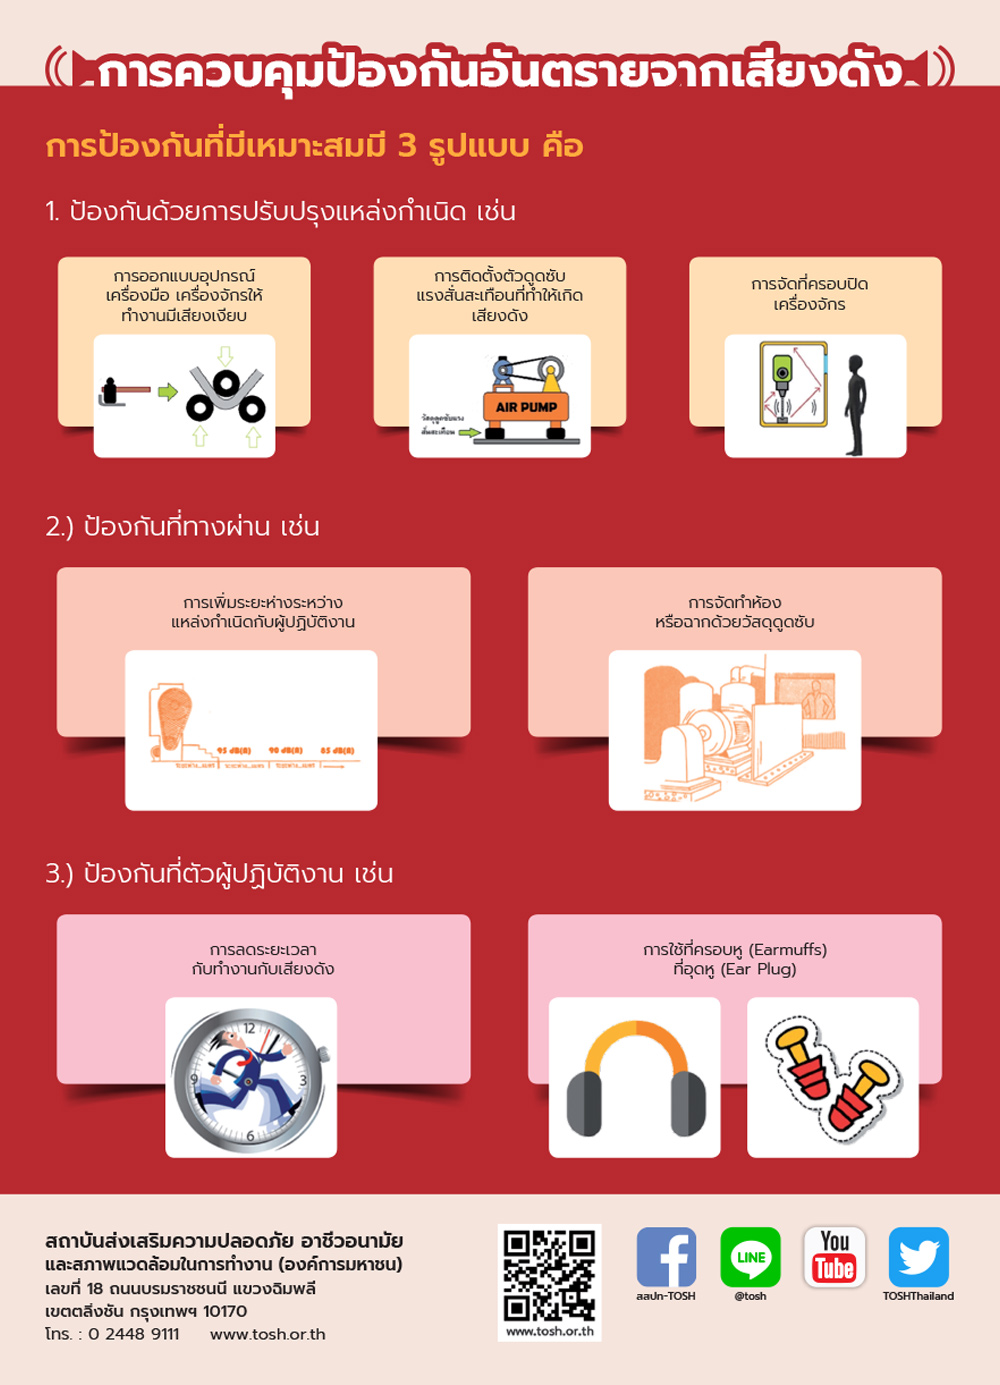 การควบคุมป้องกันอันตรายจากเสียงดัง
การป้องกันที่มีเหมาะสมมี 3 รูปแบบ คือ
1. ป้องกันด้วยการปรับปรุงแหล่งกำเนิด เช่น
การออกแบบอุปกรณ์
เครื่องมือ เครื่องจักรให้
ทำงานมีเสียงเงียบ
การติดตั้งตัวดูดซับ
แรงสั่นสะเทือนที่ทำให้เกิด
เสียงดัง
AIR PUMP
วัสดุดูดซับแรง
สั่นสะเทือน
การจัดที่ครอบปิด
เครื่องจักร
2.) ป้องกันที่ทางผ่าน เช่น
การเพิ่มระยะห่างระหว่าง
แหล่งกำเนิดกับผู้ปฏิบัติงาน
95 dB(A) 90 dB(A) 85 dB(A)
การจัดทำห้อง
หรือฉากด้วยวัสดุดูดซับ
3.) ป้องกันที่ตัวผู้ปฏิบัติงาน เช่น
การลดระยะเวลา
กับทำงานกับเสียงดัง
12
3
6
9
การใช้ที่ครอบหู (Earmuffs)
ที่อุดหู (Ear Plug)
สถาบันส่งเสริมความปลอดภัย อาชีวอนามัย
และสภาพแวดล้อมในการทำงาน (องค์การมหาชน)
เลขที่ 18 ถนนบรมราชชนนี แขวงฉิมพลี
เขตตลิ่งชัน กรุงเทพฯ 10170
โทร. : 0 2448 9111 www.tosh.or.th
www.tosh.or.th
สสปท-TOSH
LINE
@tosh
You
Tube
TOSHThailand